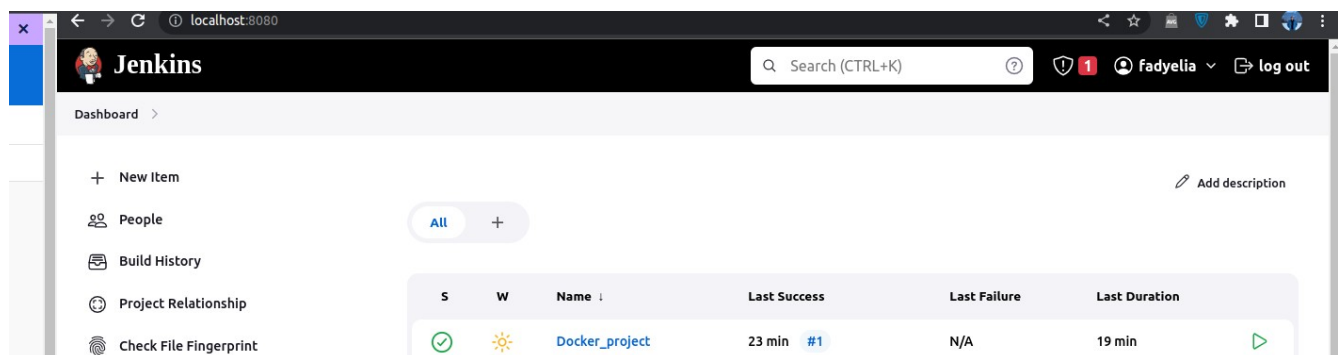 localhost:8080
Jenkins
Search (CTRL+K)
1
fadyelia
log out
Dashboard
New Item
Add description
People
All +
Build History
S W Name ↓ Last Success Last Failure Last Duration
Project Relationship
Docker_project 23 min #1 N/A 19 min
Check File Fingerprint